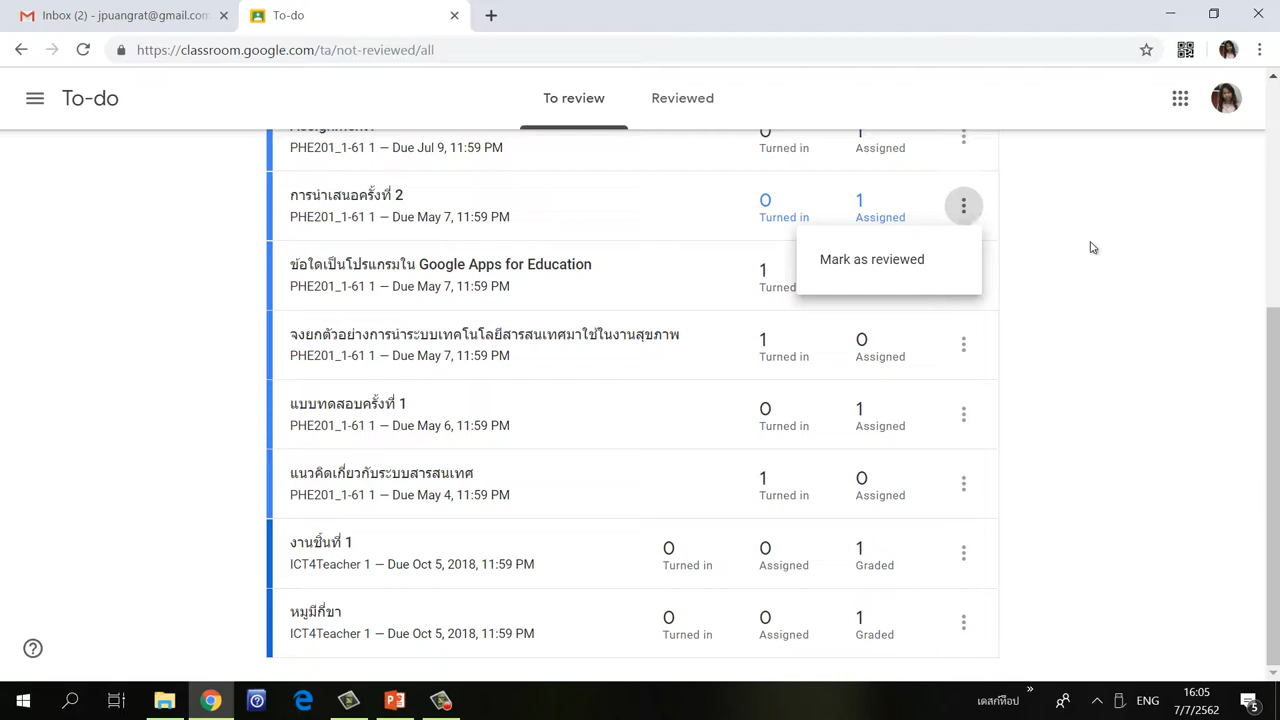 Inbox (2) - jpuangrat@gmail.com
To-do
https://classroom.google.com/ta/not-reviewed/all
To-do
To review
Reviewed
0 1
PHE201_1-61 1 — Due Jul 9, 11:59 PM
Turned in
Assigned
การนำเสนอครั้งที่ 2
0 1
PHE201_1-61 1 — Due May 7, 11:59 PM
Turned in
Assigned
Mark as reviewed
ข้อใดเป็นโปรแกรมใน Google Apps for Education
1
PHE201_1-61 1 — Due May 7, 11:59 PM
Turned
จงยกตัวอย่างการนำระบบเทคโนโลยีสารสนเทศมาใช้ในงานสุขภาพ
1 0
PHE201_1-61 1 — Due May 7, 11:59 PM
Turned in
Assigned
แบบทดสอบครั้งที่ 1
0 1
PHE201_1-61 1 — Due May 6, 11:59 PM
Turned in
Assigned
แนวคิดเกี่ยวกับระบบสารสนเทศ
1 0
PHE201_1-61 1 — Due May 4, 11:59 PM
Turned in
Assigned
งานชิ้นที่ 1
0 0 1
ICT4Teacher 1 — Due Oct 5, 2018, 11:59 PM
Turned in
Assigned
Graded
หมูมีกี่ขา
0 0 1
ICT4Teacher 1 — Due Oct 5, 2018, 11:59 PM
Turned in
Assigned
Graded
เดสก์ท็อป
ENG
16:05
7/7/2562
5